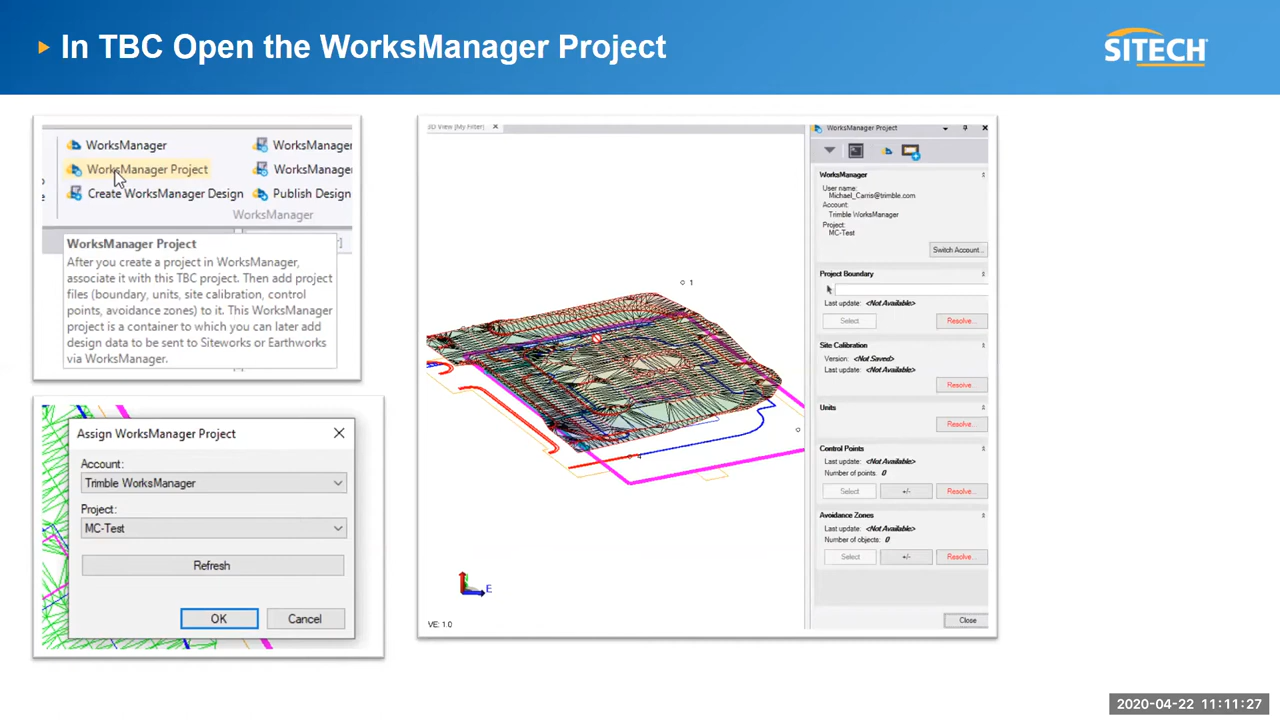 In TBC Open the WorksManager Project
SITECH
WorksManager
WorksManager
WorksManager Project
WorksManager
Create WorksManager Design
Publish Design
WorksManager
WorksManager Project
After you create a project in WorksManager,
associate it with this TBC project. Then add project
files (boundary, units, site calibration, control
points, avoidance zones) to it. This WorksManager
project is a container to which you can later add
design data to be sent to Siteworks or Earthworks
via WorksManager.
Assign WorksManager Project
Account:
Trimble WorksManager
Project:
MC-Test
Refresh
OK
Cancel
3D View [My Filter]
1
4
E
VE: 1.0
WorksManager Project
WorksManager
User name:
Michael_Carris@trimble.com
Account:
Trimble WorksManager
Project:
MC-Test
Switch Account...
Project Boundary
Last update: <Not Available>
Select
Resolve...
Site Calibration
Version: <Not Saved>
Last update: <Not Available>
Resolve
Units
Resolve...
Control Points
Last update: <Not Available>
Number of points: 0
Select
+/-
Resolve...
Avoidance Zones
Last update: <Not Available>
Number of objects: 0
Select
+/-
Resolve...
Close
2020-04-22 11:11:27